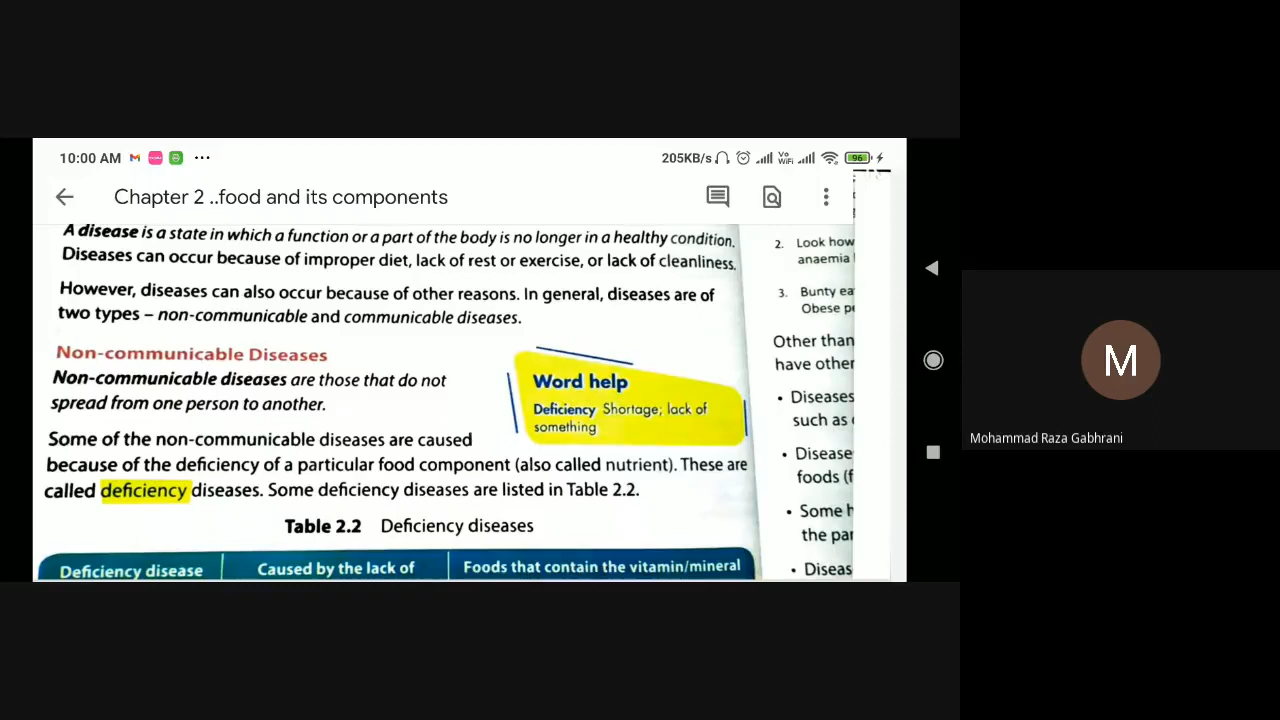 10:00 AM
205KB/s
Vo
WiFi
96
Chapter 2 ..food and its components
A disease is a state in which a function or a part of the body is no longer in a healthy condition.
Diseases can occur because of improper diet, lack of rest or exercise, or lack of cleanliness.
However, diseases can also occur because of other reasons. In general, diseases are of
two types – non-communicable and communicable diseases.
Non-communicable Diseases
Non-communicable diseases are those that do not
spread from one person to another.
Word help
Deficiency Shortage; lack of
something
Some of the non-communicable diseases are caused
because of the deficiency of a particular food component (also called nutrient). These are
called deficiency diseases. Some deficiency diseases are listed in Table 2.2.
Table 2.2 Deficiency diseases
Deficiency disease
Caused by the lack of
Foods that contain the vitamin/mineral
2. Look how
anaemia
3. Bunty ea
Obese pe
Other than
have other
• Diseases
such as
• Disease
foods (f
• Some h
the par
• Diseas
M
Mohammad Raza Gabhrani